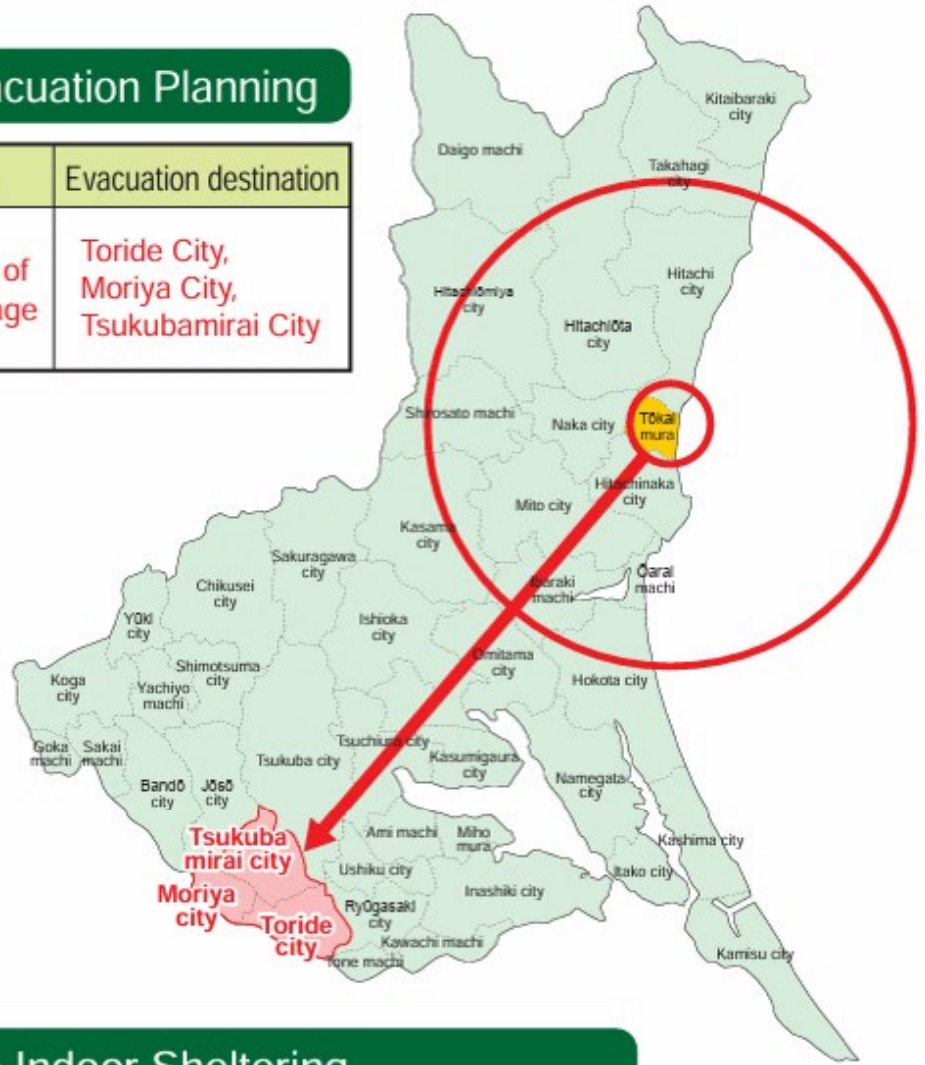 cuation Planning
Evacuation destination
of
ge
Toride City,
Moriya City,
Tsukubamirai City
Kitaibaraki
city
Daigo machi
Takahagi
city
Hitachi
city
Hitachiōmiya
city
Hitachiōta
city
Shirosato machi
Naka city
Tōkai
mura
Hitachinaka
city
Mito city
Kasama
city
Sakuragawa
city
Ōarai
machi
Ibaraki
machi
Chikusei
city
Yūki
city
Ishioka
city
Omitama
city
Shimotsuma
city
Koga
city
Yachiyo
machi
Hokota city
Goka
machi
Sakai
machi
Tsukuba city
Tsuchiura city
Kasumigaura
city
Bandō
city
Jōsō
city
Namegata
city
Tsukuba
mirai city
Ami machi
Miho
mura
Kashima city
Ushiku city
Itako city
Moriya
city
Inashiki city
Toride
city
Ryūgasaki
city
Kawachi machi
Tone machi
Kamisu city
Indoor Sheltering